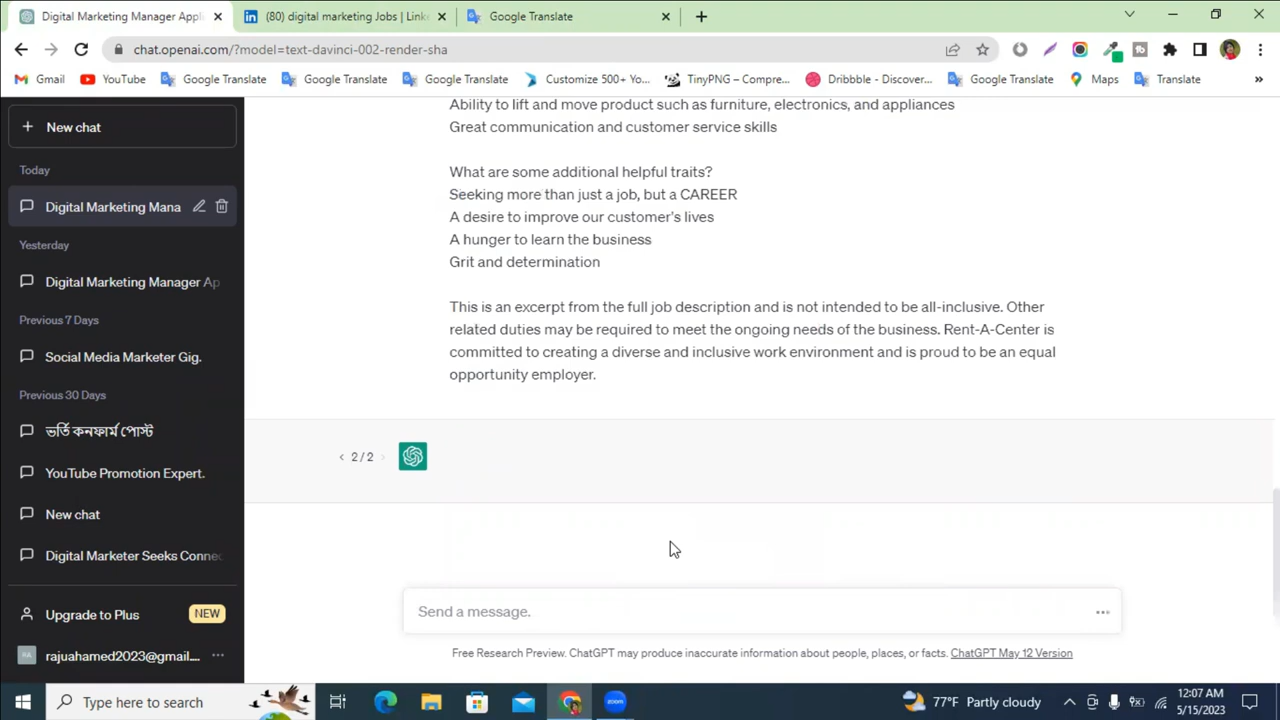 Digital Marketing Manager Appli
(80) digital marketing Jobs | Linke
Google Translate
chat.openai.com/?model=text-davinci-002-render-sha
Gmail
YouTube
Google Translate
Google Translate
Google Translate
Customize 500+ Yo...
TinyPNG – Compre...
Dribbble - Discover...
Google Translate
Maps
Translate
»
New chat
Today
Digital Marketing Mana
Yesterday
Digital Marketing Manager Ap
Previous 7 Days
Social Media Marketer Gig.
Previous 30 Days
ভর্তি কনফার্ম পোস্ট
YouTube Promotion Expert.
New chat
Digital Marketer Seeks Connec
Upgrade to Plus NEW
RA rajuahamed2023@gmail....
Ability to lift and move product such as furniture, electronics, and appliances
Great communication and customer service skills
What are some additional helpful traits?
Seeking more than just a job, but a CAREER
A desire to improve our customer's lives
A hunger to learn the business
Grit and determination
This is an excerpt from the full job description and is not intended to be all-inclusive. Other
related duties may be required to meet the ongoing needs of the business. Rent-A-Center is
committed to creating a diverse and inclusive work environment and is proud to be an equal
opportunity employer.
< 2 / 2 >
Send a message.
Free Research Preview. ChatGPT may produce inaccurate information about people, places, or facts. ChatGPT May 12 Version
Type here to search
zoom
77°F Partly cloudy
12:07 AM
5/15/2023